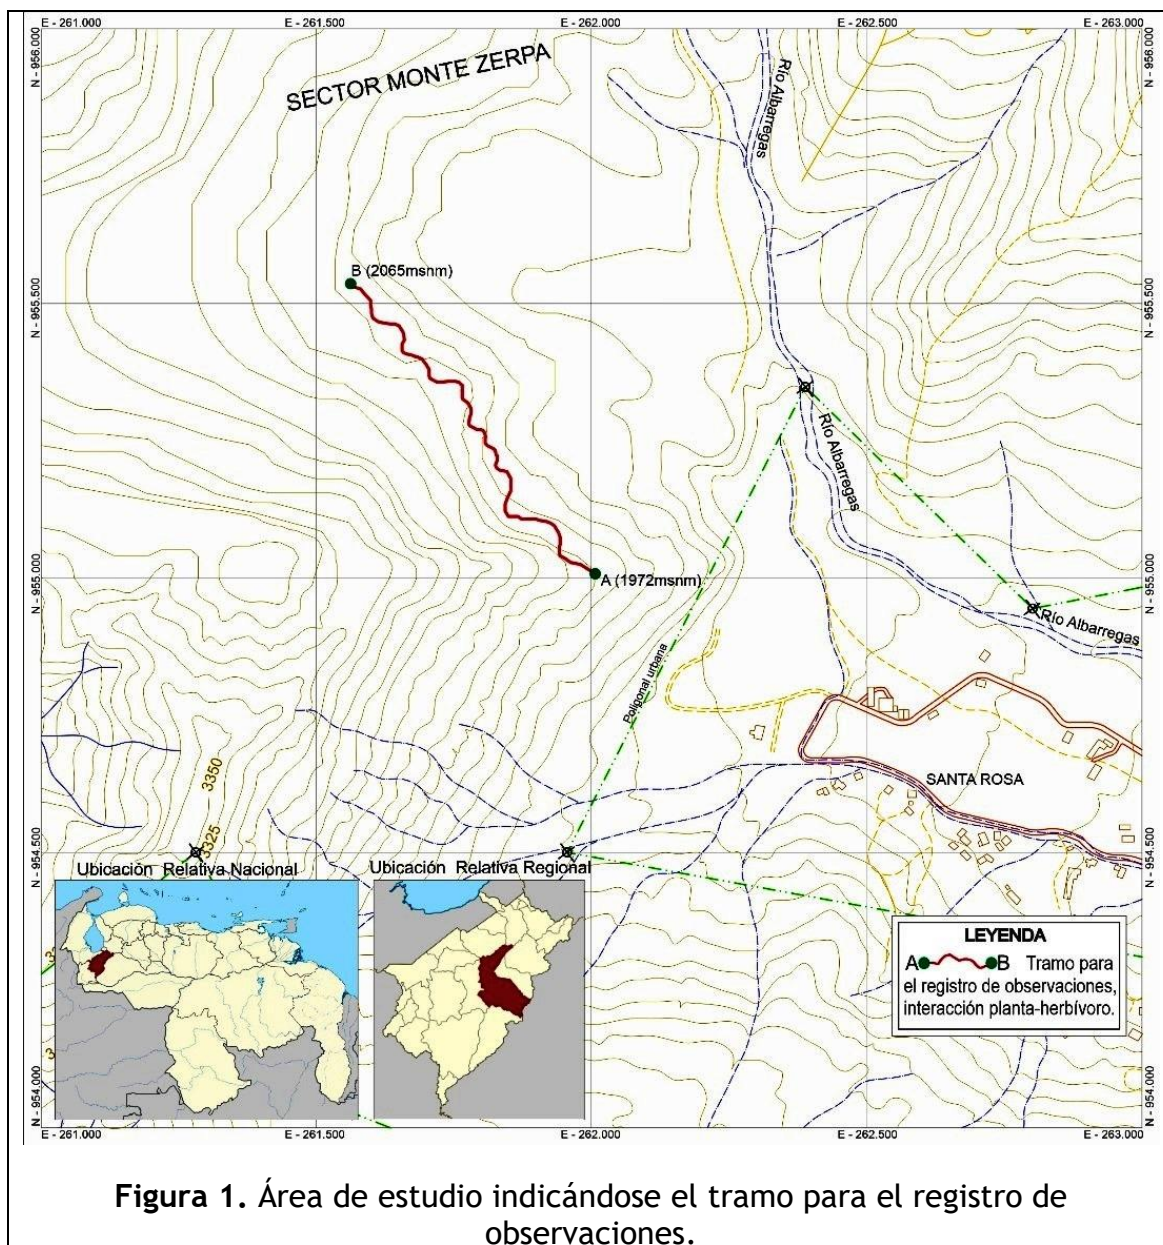 E - 261.000
E - 261.500
E - 262.000
E - 262.500
E - 263.000
N - 956.000
N - 956.000
SECTOR MONTE ZERPA
Río Albarregas
B (2065msnm)
N - 955.500
N - 955.500
Río Albarregas
A (1972msnm)
N - 955.000
N - 955.000
Río Albarregas
Poligonal urbana
SANTA ROSA
3350
3325
N - 954.500
N - 954.500
Ubicación Relativa Nacional
Ubicación Relativa Regional
LEYENDA
A B Tramo para
el registro de observaciones,
interacción planta-herbívoro.
N - 954.000
N - 954.000
E - 261.000
E - 261.500
E - 262.000
E - 262.500
E - 263.000
Figura 1. Área de estudio indicándose el tramo para el registro de
observaciones.